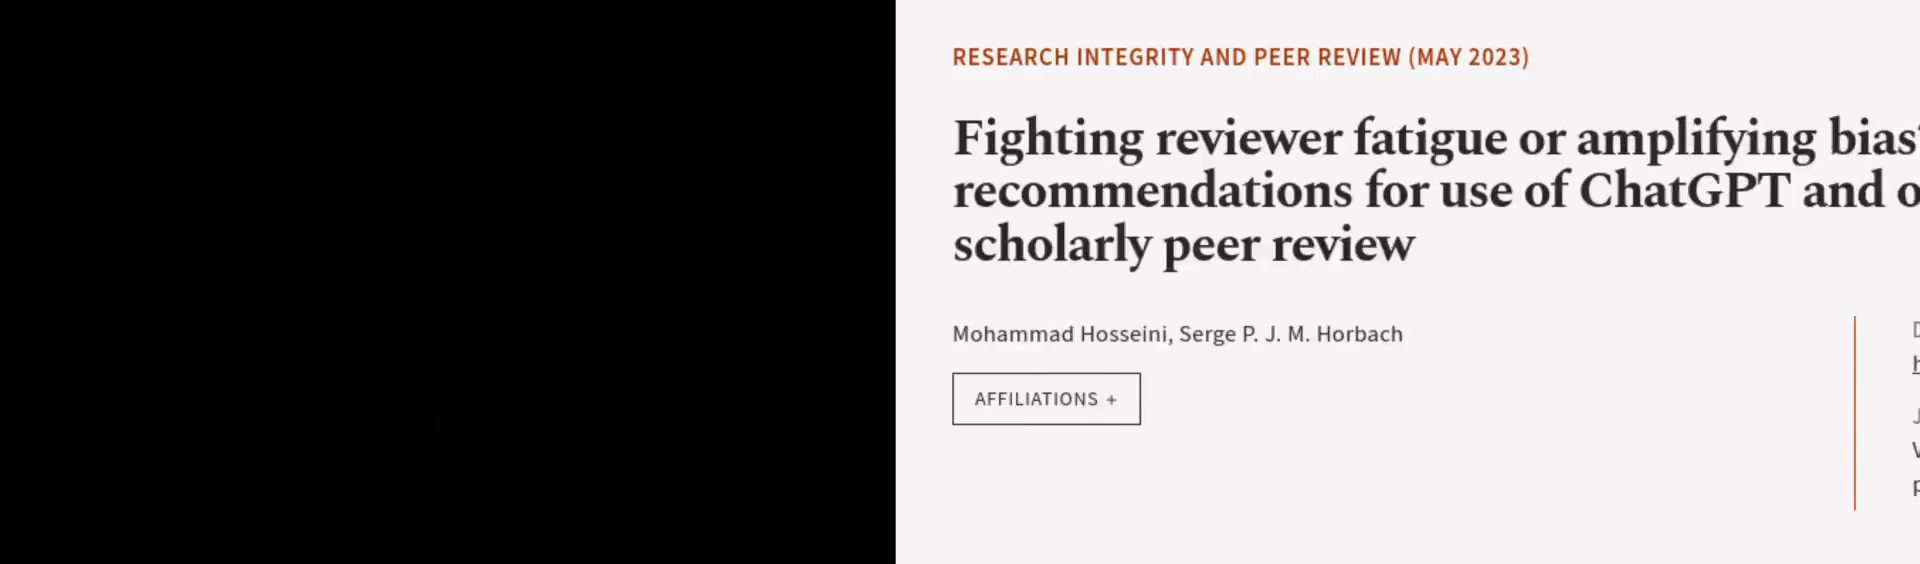 RESEARCH INTEGRITY AND PEER REVIEW (MAY 2023)
Fighting reviewer fatigue or amplifying bias
recommendations for use of ChatGPT and
scholarly peer review
Mohammad Hosseini, Serge P. J. M. Horbach
AFFILIATIONS +